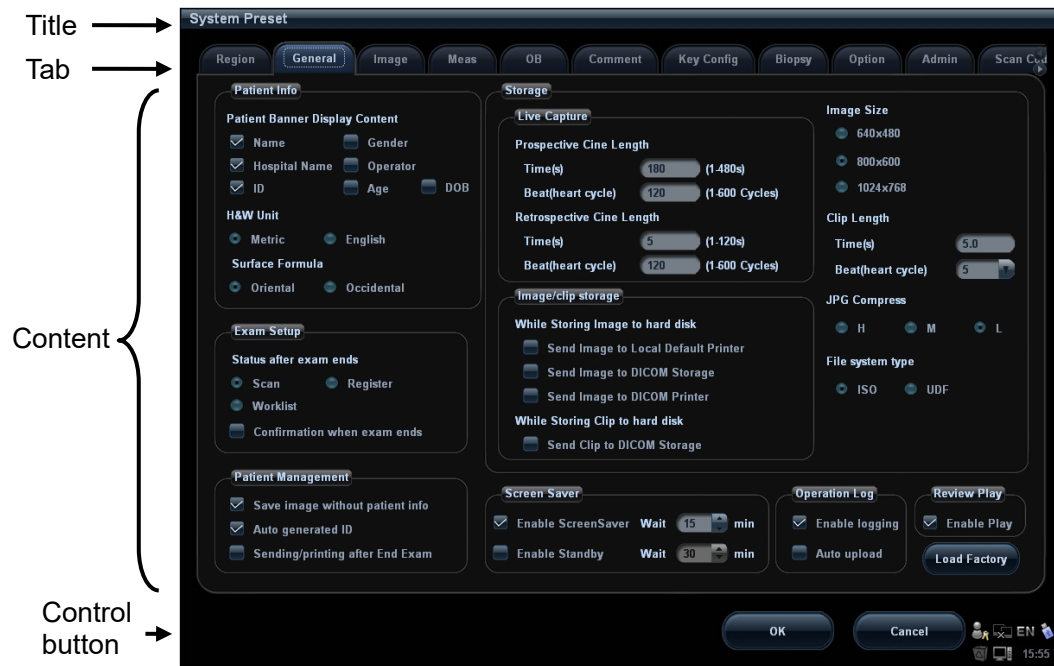 Title
System Preset
Tab
Region General Image Meas OB Comment Key Config Biopsy Option Admin
Content
Patient Info
Patient Banner Display Content
Name Gender
Hospital Name Operator
ID Age DOB
H&W Unit
Metric English
Surface Formula
Oriental Occidental
Exam Setup
Status after exam ends
Scan Register
Worklist
Confirmation when exam ends
Patient Management
Save image without patient info
Auto generated ID
Sending/printing after End Exam
Storage
Live Capture
Prospective Cine Length
Time(s) 180 (1-480s)
Beat(heart cycle) 120 (1-600 Cycles)
Retrospective Cine Length
Time(s) 5 (1-120s)
Beat(heart cycle) 120 (1-600 Cycles)
Image/clip storage
While Storing Image to hard disk
Send Image to Local Default Printer
Send Image to DICOM Storage
Send Image to DICOM Printer
While Storing Clip to hard disk
Send Clip to DICOM Storage
Image Size
640x480
800x600
1024x768
Clip Length
Time(s) 5.0
Beat(heart cycle) 5
JPG Compress
H M L
File system type
ISO UDF
Screen Saver
Enable ScreenSaver Wait 15 min
Enable Standby Wait 30 min
Operation Log
Enable logging
Auto upload
Review Play
Enable Play
Load Factory
Control
button
OK Cancel
EN
15:55